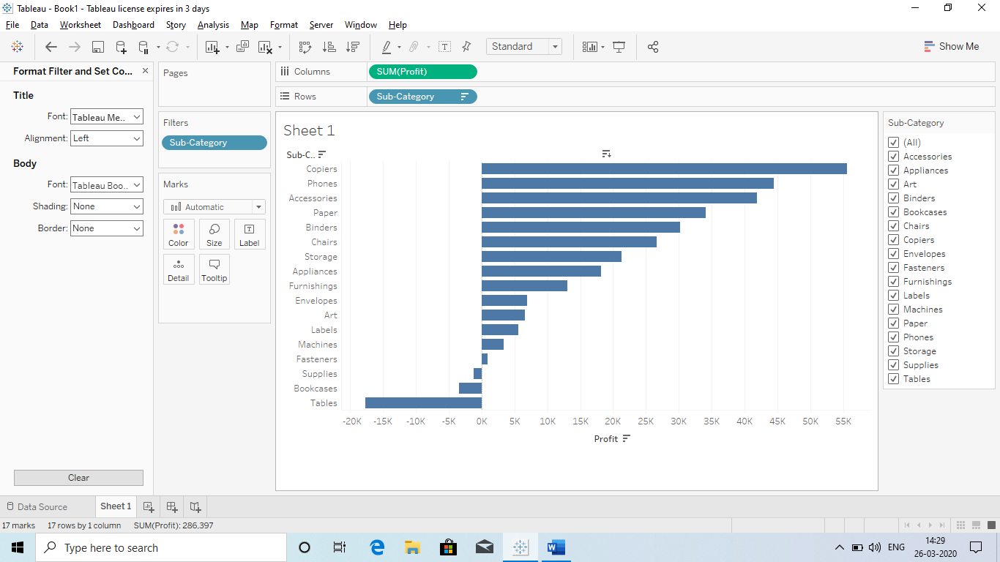 Tableau - Book1 - Tableau license expires in 3 days
File Data Worksheet Dashboard Story Analysis Map Format Server Window Help
Standard
Show Me
Format Filter and Set Co...
Title
Font: Tableau Me..
Alignment: Left
Body
Font: Tableau Boo..
Shading: None
Border: None
Clear
Pages
Filters
Sub-Category
Marks
Automatic
Color Size Label
Detail Tooltip
Columns SUM(Profit)
Rows Sub-Category
Sheet 1
Sub-C..
Copiers
Phones
Accessories
Paper
Binders
Chairs
Storage
Appliances
Furnishings
Envelopes
Art
Labels
Machines
Fasteners
Supplies
Bookcases
Tables
-20K -15K -10K -5K 0K 5K 10K 15K 20K 25K 30K 35K 40K 45K 50K 55K
Profit
Sub-Category
(All)
Accessories
Appliances
Art
Binders
Bookcases
Chairs
Copiers
Envelopes
Fasteners
Furnishings
Labels
Machines
Paper
Phones
Storage
Supplies
Tables
Data Source Sheet 1
17 marks 17 rows by 1 column SUM(Profit): 286,397
Type here to search
ENG
14:29
26-03-2020